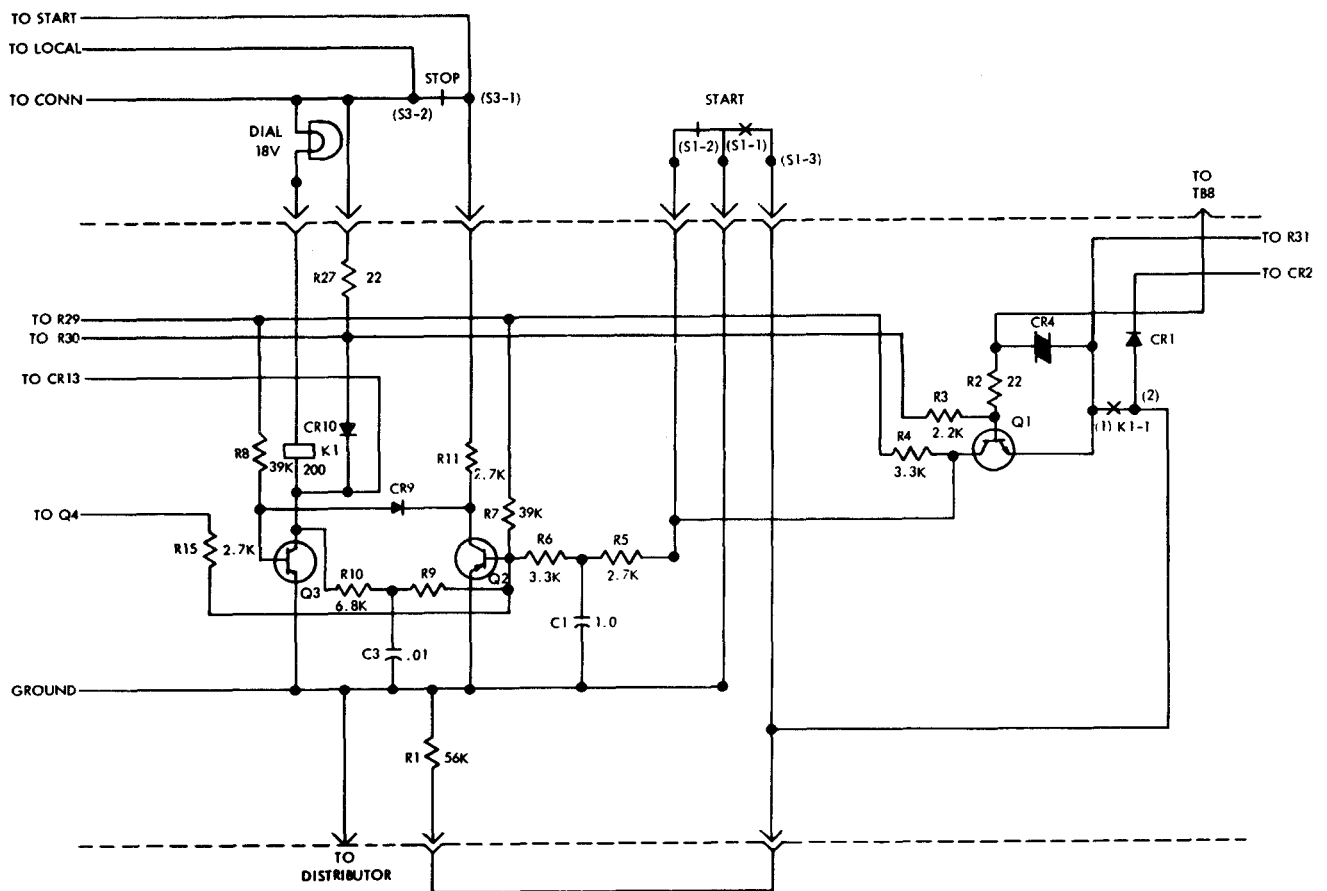 TO START
TO LOCAL
STOP
TO CONN
(S3-2)
(S3-1)
START
DIAL
18V
(S1-2)
(S1-1)
(S1-3)
TO
TB8
TO R31
R27
22
TO CR2
TO R29
CR4
TO R30
CR1
TO CR13
R2
22
R3
2.2K
Q1
(1)
K1-1
(2)
CR10
K1
200
R8
39K
R11
2.7K
R4
3.3K
CR9
R7
39K
TO Q4
R15
2.7K
R6
3.3K
R5
2.7K
Q3
R10
6.8K
R9
Q2
C1
1.0
C3
.01
GROUND
R1
56K
TO
DISTRIBUTOR